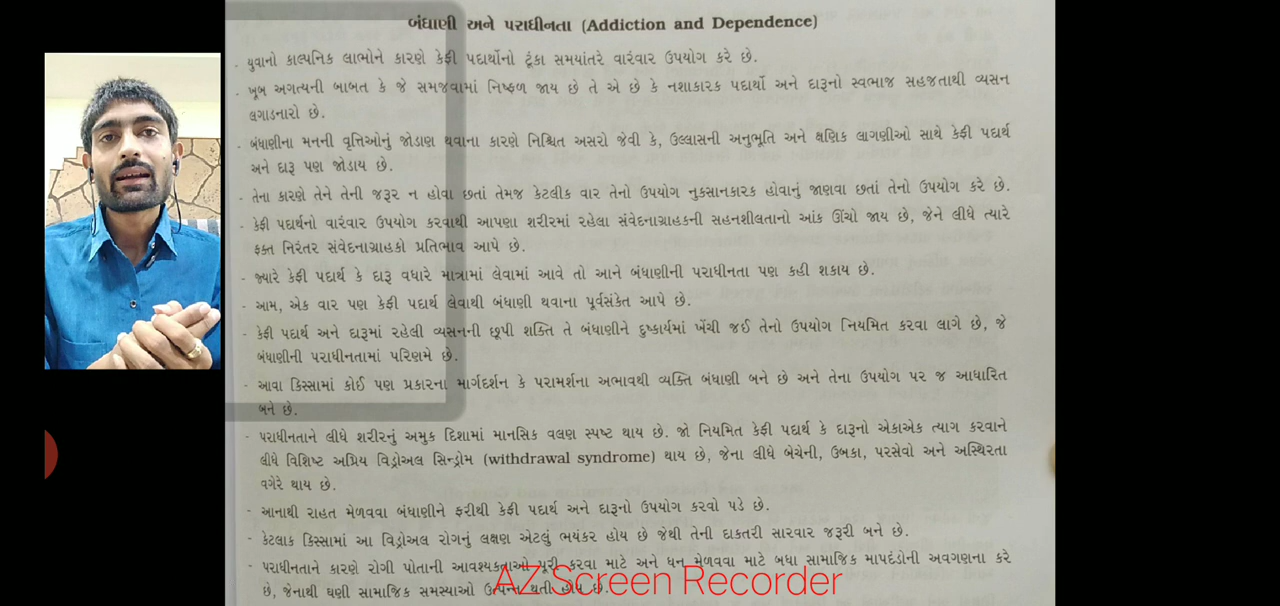 બંધાણી અને પરાધીનતા (Addiction and Dependence)
- યુવાનો કાલ્પનિક લાભોને કારણે કેફી પદાર્થોનો ટૂંકા સમયાંતરે વારંવાર ઉપયોગ કરે છે.
- ખૂબ અગત્યની બાબત કે જે સમજવામાં નિષ્ફળ જાય છે તે એ છે કે નશાકારક પદાર્થો અને દારૂનો સ્વભાજ સહજતાથી વ્યસન
લગાડનારો છે.
- બંધાણીના મનની વૃત્તિઓનું જોડાણ થવાના કારણે નિશ્ચિત અસરો જેવી કે, ઉલ્લાસની અનુભૂતિ અને ક્ષણિક લાગણીઓ સાથે કેફી પદાર્થ
અને દારૂ પણ જોડાય છે.
- તેના કારણે તેને તેની જરૂર ન હોવા છતાં તેમજ કેટલીક વાર તેનો ઉપયોગ નુકસાનકારક હોવાનું જાણવા છતાં તેનો ઉપયોગ કરે છે.
- કેફી પદાર્થનો વારંવાર ઉપયોગ કરવાથી આપણા શરીરમાં રહેલા સંવેદનાગ્રાહકની સહનશીલતાનો આંક ઊંચો જાય છે, જેને લીધે ત્યારે
ફક્ત નિરંતર સંવેદનાગ્રાહકો પ્રતિભાવ આપે છે.
- જ્યારે કેફી પદાર્થ કે દારૂ વધારે માત્રામાં લેવામાં આવે તો આને બંધાણીની પરાધીનતા પણ કહી શકાય છે.
- આમ, એક વાર પણ કેફી પદાર્થ લેવાથી બંધાણી થવાના પૂર્વસંકેત આપે છે.
- કેફી પદાર્થ અને દારૂમાં રહેલી વ્યસનની છૂપી શક્તિ તે બંધાણીને દુષ્કાર્યમાં ખેંચી જઈ તેનો ઉપયોગ નિયમિત કરવા લાગે છે, જે
બંધાણીની પરાધીનતામાં પરિણમે છે.
- આવા કિસ્સામાં કોઈ પણ પ્રકારના માર્ગદર્શન કે પરામર્શના અભાવથી વ્યક્તિ બંધાણી બને છે અને તેના ઉપયોગ પર જ આધારિત
બને છે.
- પરાધીનતાને લીધે શરીરનું અમુક દિશામાં માનસિક વલણ સ્પષ્ટ થાય છે. જો નિયમિત કેફી પદાર્થ કે દારૂનો એકાએક ત્યાગ કરવાને
લીધે વિશિષ્ટ અપ્રિય વિડ્રોઅલ સિન્ડ્રોમ (withdrawal syndrome) થાય છે, જેના લીધે બેચેની, ઉબકા, પરસેવો અને અસ્થિરતા
વગેરે થાય છે.
- આનાથી રાહત મેળવવા બંધાણીને ફરીથી કેફી પદાર્થ અને દારૂનો ઉપયોગ કરવો પડે છે.
- કેટલાક કિસ્સામાં આ વિડ્રોઅલ રોગનું લક્ષણ એટલું ભયંકર હોય છે જેથી તેની દાકતરી સારવાર જરૂરી બને છે.
- પરાધીનતાને કારણે રોગી પોતાની આવશ્યકતાઓ પૂરી કરવા માટે અને ધન મેળવવા માટે બધા સામાજિક માપદંડોની અવગણના કરે
છે, જેનાથી ઘણી સામાજિક સમસ્યાઓ ઉત્પન્ન થતી હોય છે.
AZ Screen Recorder